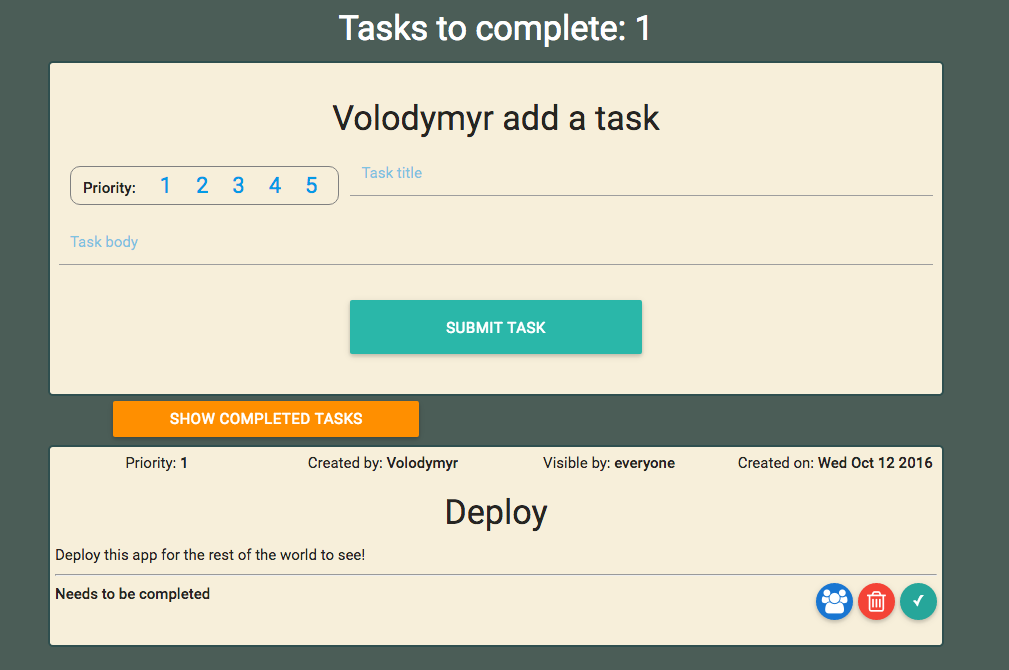 Tasks to complete: 1
Volodymyr add a task
Priority: 1 2 3 4 5
Task title
Task body
SUBMIT TASK
SHOW COMPLETED TASKS
Priority: 1 Created by: Volodymyr Visible by: everyone Created on: Wed Oct 12 2016
Deploy
Deploy this app for the rest of the world to see!
Needs to be completed